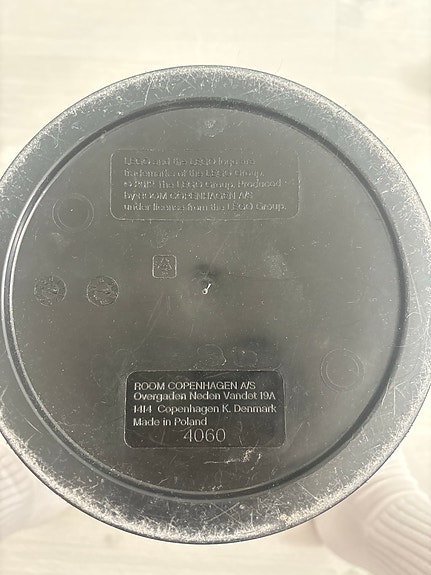 LEGO and the LEGO logo are
trademarks of the LEGO Group.
© 2012 The LEGO Group. Produced
by ROOM COPENHAGEN A/S
under license from the LEGO Group.
ROOM COPENHAGEN A/S
Overgaden Neden Vandet 19A
1414 Copenhagen K. Denmark
Made in Poland
4060